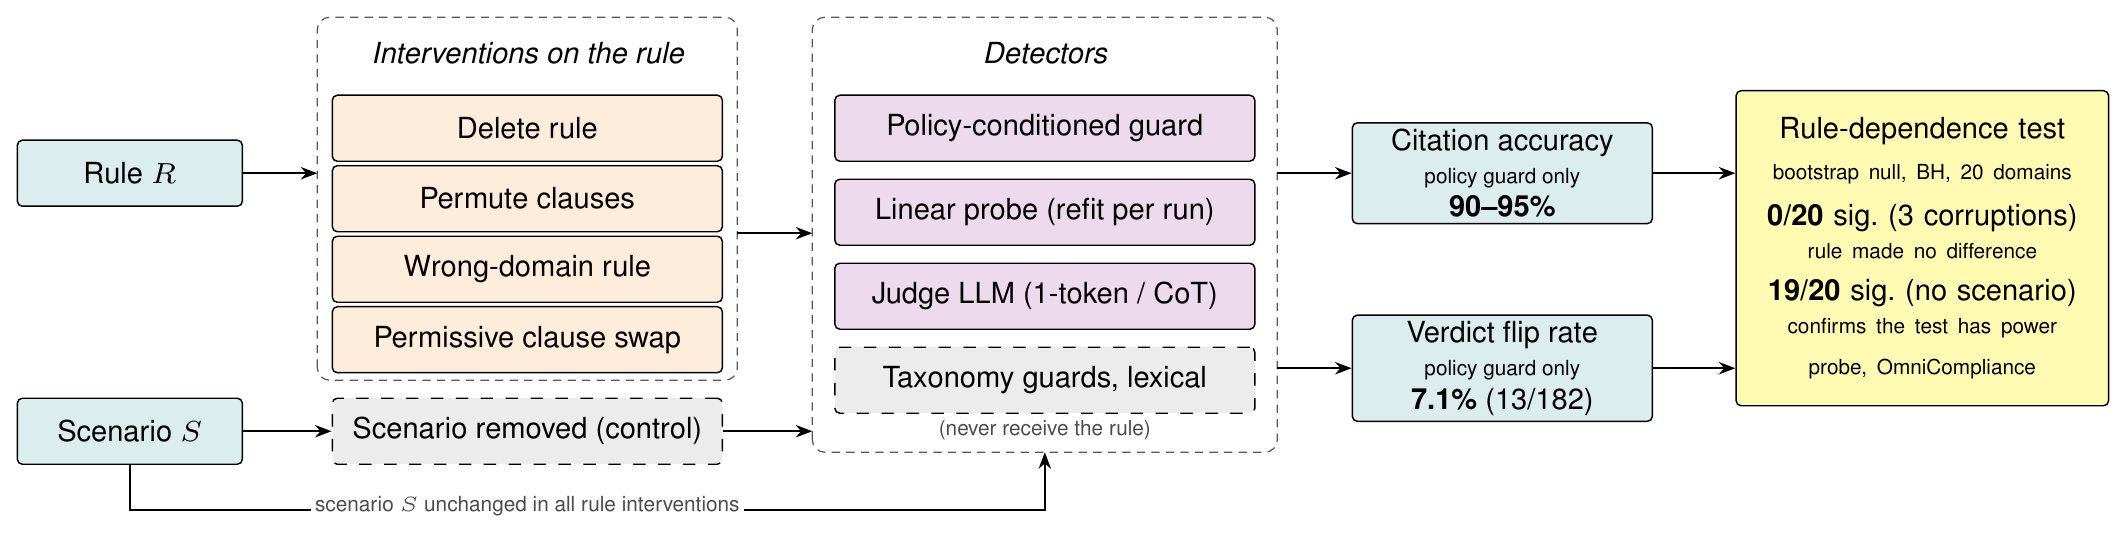 Interventions on the rule
Detectors
Rule R
Delete rule
Permute clauses
Wrong-domain rule
Permissive clause swap
Scenario S
Scenario removed (control)
scenario S unchanged in all rule interventions
Policy-conditioned guard
Linear probe (refit per run)
Judge LLM (1-token / CoT)
Taxonomy guards, lexical
(never receive the rule)
Citation accuracy
policy guard only
90–95%
Verdict flip rate
policy guard only
7.1% (13/182)
Rule-dependence test
bootstrap null, BH, 20 domains
0/20 sig. (3 corruptions)
rule made no difference
19/20 sig. (no scenario)
confirms the test has power
probe, OmniCompliance